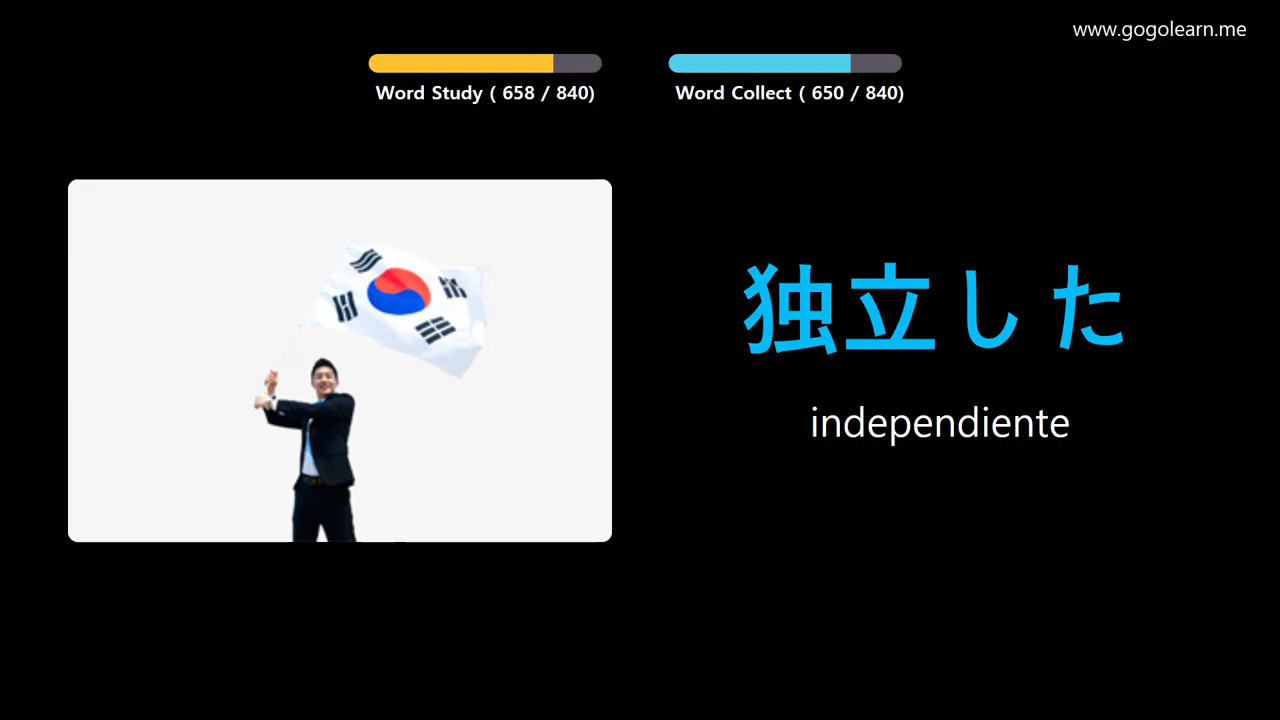 www.gogolearn.me
Word Study ( 658 / 840)
Word Collect ( 650 / 840)
独立した
independiente